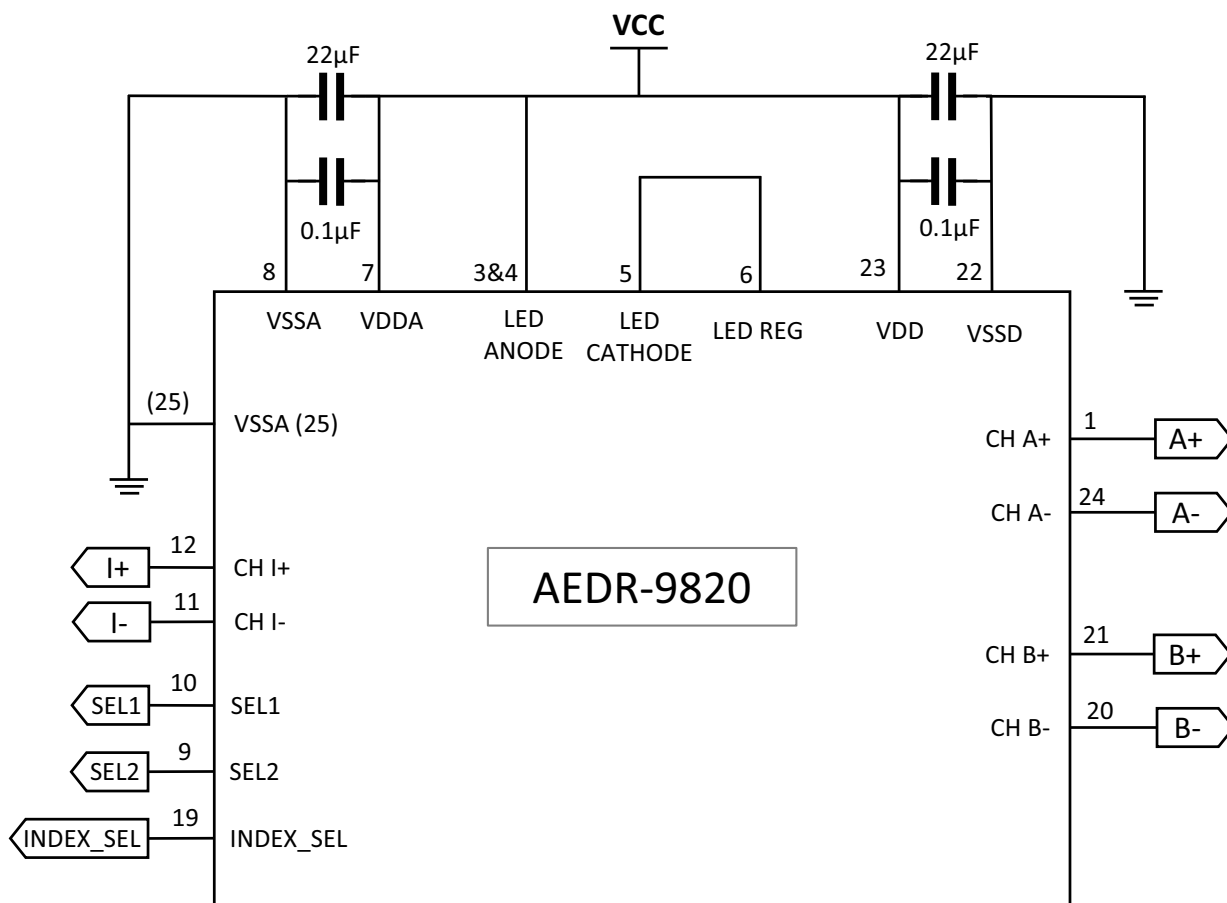 VCC
22µF
22µF
0.1µF
0.1µF
8
7
3&4
5
6
23
22
VSSA
VDDA
LED
ANODE
LED
CATHODE
LED REG
VDD
VSSD
(25)
VSSA (25)
CH A+
1
A+
CH A-
24
A-
I+
12
CH I+
AEDR-9820
I-
11
CH I-
CH B+
21
B+
SEL1
10
SEL1
CH B-
20
B-
SEL2
9
SEL2
INDEX_SEL
19
INDEX_SEL